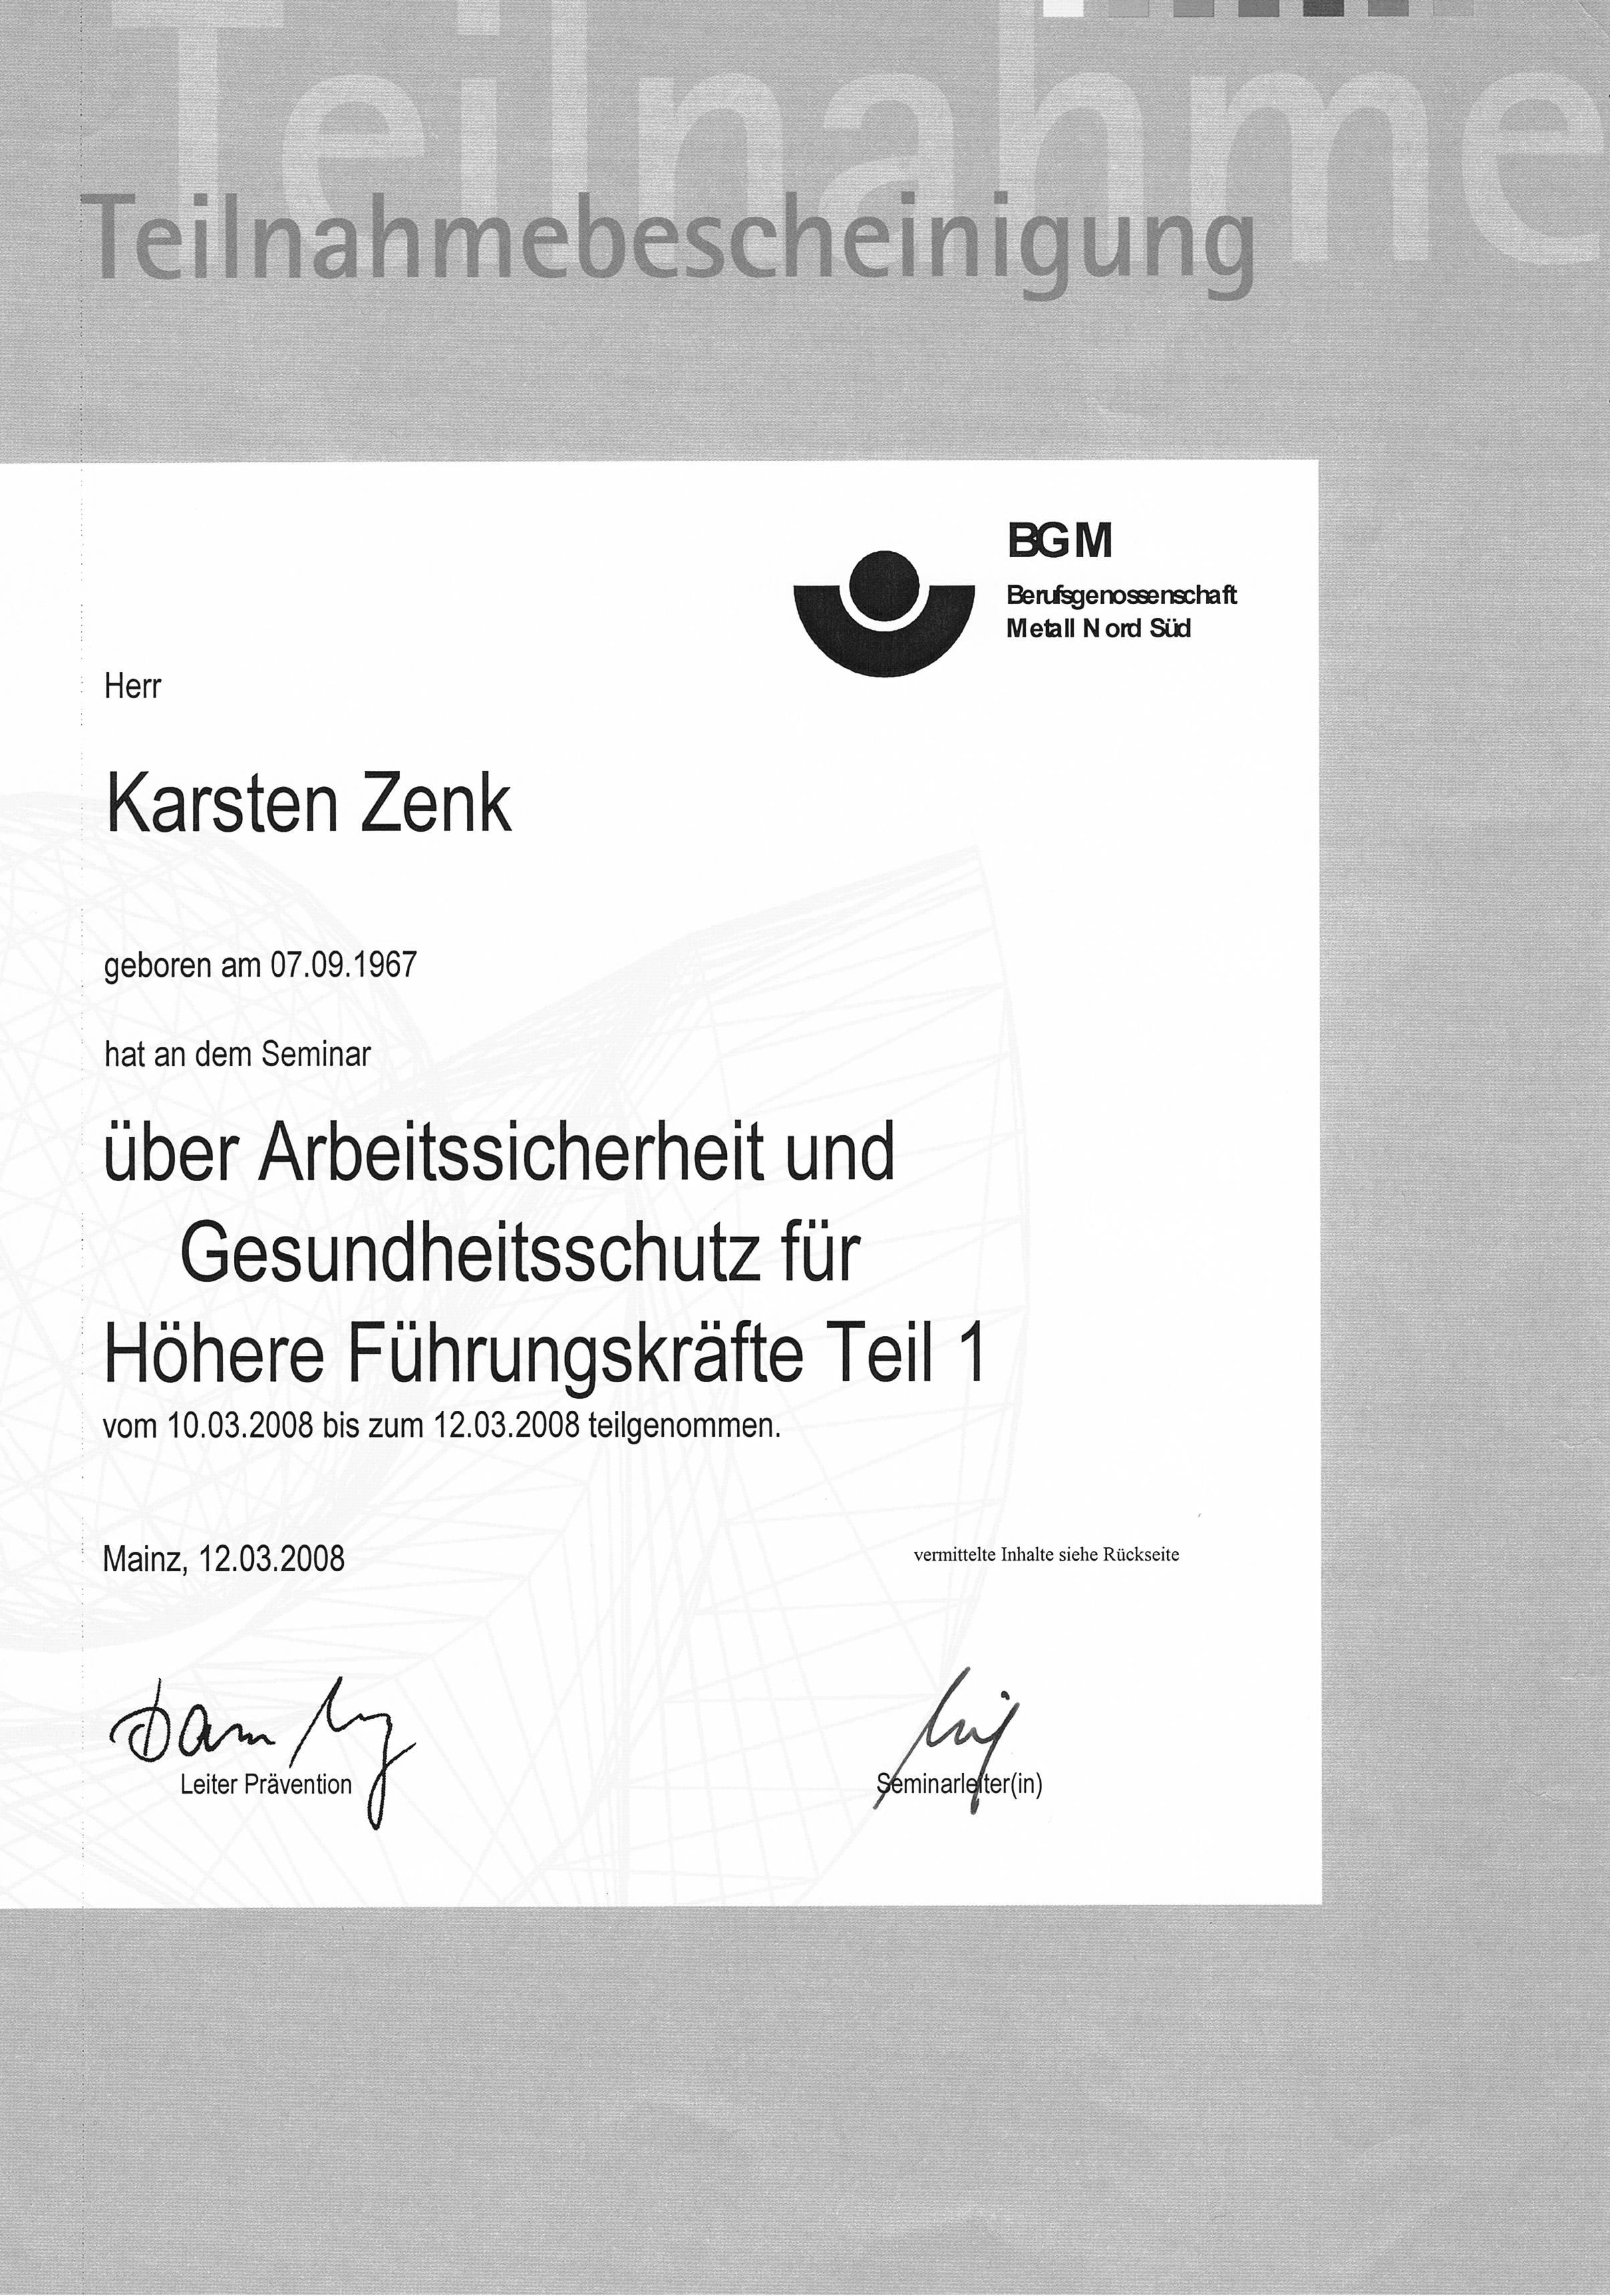 Teilnahme
Teilnahmebescheinigung
BGM
Berufsgenossenschaft
Metall Nord Süd
Herr
Karsten Zenk
geboren am 07.09.1967
hat an dem Seminar
über Arbeitssicherheit und
Gesundheitsschutz für
Höhere Führungskräfte Teil 1
vom 10.03.2008 bis zum 12.03.2008 teilgenommen.
Mainz, 12.03.2008
vermittelte Inhalte siehe Rückseite
Leiter Prävention
Seminarleiter(in)